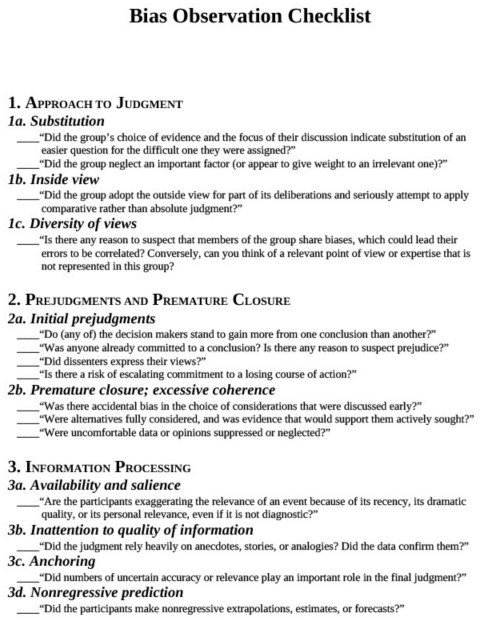 Bias Observation Checklist
1. APPROACH TO JUDGMENT
1a. Substitution
____“Did the group’s choice of evidence and the focus of their discussion indicate substitution of an
easier question for the difficult one they were assigned?”
____“Did the group neglect an important factor (or appear to give weight to an irrelevant one)?”
1b. Inside view
____“Did the group adopt the outside view for part of its deliberations and seriously attempt to apply
comparative rather than absolute judgment?”
1c. Diversity of views
____“Is there any reason to suspect that members of the group share biases, which could lead their
errors to be correlated? Conversely, can you think of a relevant point of view or expertise that is
not represented in this group?
2. PREJUDGMENTS AND PREMATURE CLOSURE
2a. Initial prejudgments
____“Do (any of) the decision makers stand to gain more from one conclusion than another?”
____“Was anyone already committed to a conclusion? Is there any reason to suspect prejudice?”
____“Did dissenters express their views?”
____“Is there a risk of escalating commitment to a losing course of action?”
2b. Premature closure; excessive coherence
____“Was there accidental bias in the choice of considerations that were discussed early?”
____“Were alternatives fully considered, and was evidence that would support them actively sought?”
____“Were uncomfortable data or opinions suppressed or neglected?”
3. INFORMATION PROCESSING
3a. Availability and salience
____“Are the participants exaggerating the relevance of an event because of its recency, its dramatic
quality, or its personal relevance, even if it is not diagnostic?”
3b. Inattention to quality of information
____“Did the judgment rely heavily on anecdotes, stories, or analogies? Did the data confirm them?”
3c. Anchoring
____“Did numbers of uncertain accuracy or relevance play an important role in the final judgment?”
3d. Nonregressive prediction
____“Did the participants make nonregressive extrapolations, estimates, or forecasts?”